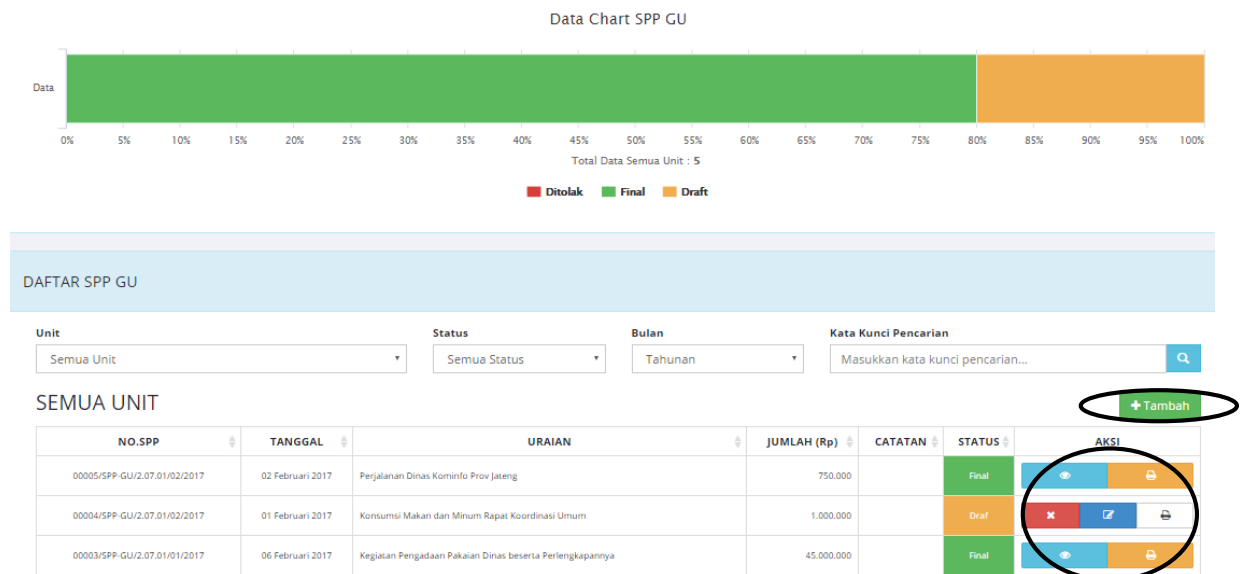 Data Chart SPP GU
Data
0% 5% 10% 15% 20% 25% 30% 35% 40% 45% 50% 55% 60% 65% 70% 75% 80% 85% 90% 95% 100%
Total Data Semua Unit : 5
Ditolak Final Draft
DAFTAR SPP GU
Unit Status Bulan Kata Kunci Pencarian
Semua Unit Semua Status Tahunan Masukkan kata kunci pencarian...
SEMUA UNIT
+ Tambah
NO.SPP TANGGAL URAIAN JUMLAH (Rp) CATATAN STATUS AKSI
00005/SPP-GU/2.07.01/02/2017 02 Februari 2017 Perjalanan Dinas Kominfo Prov Jateng 750.000 Final
00004/SPP-GU/2.07.01/02/2017 01 Februari 2017 Konsumsi Makan dan Minum Rapat Koordinasi Umum 1.000.000 Draf
00003/SPP-GU/2.07.01/01/2017 06 Februari 2017 Kegiatan Pengadaan Pakaian Dinas beserta Perlengkapannya 45.000.000 Final